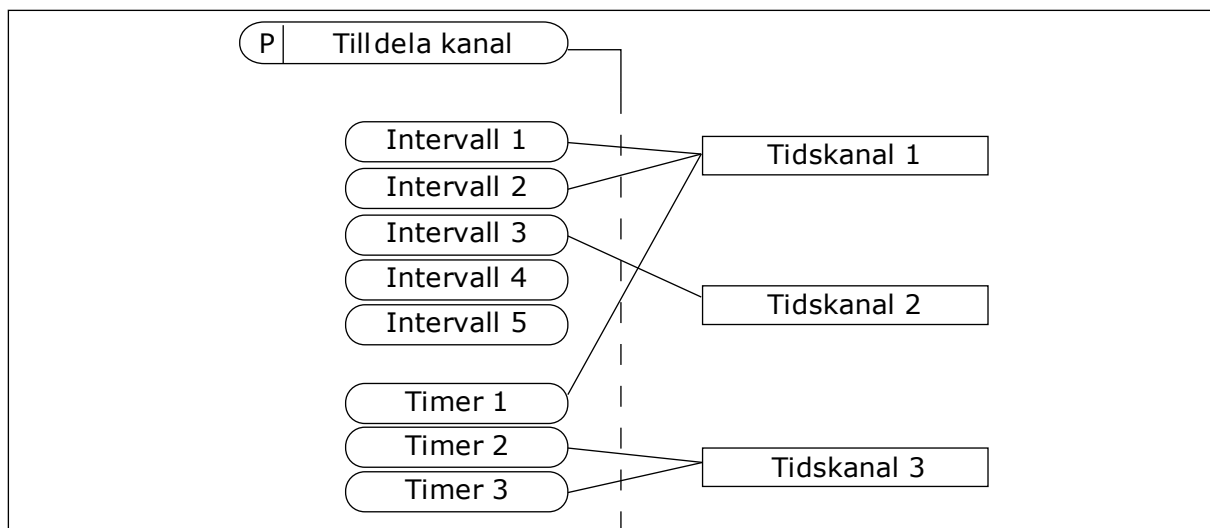 P Tilldela kanal
Intervall 1
Tidskanal 1
Intervall 2
Intervall 3
Intervall 4
Tidskanal 2
Intervall 5
Timer 1
Timer 2
Tidskanal 3
Timer 3